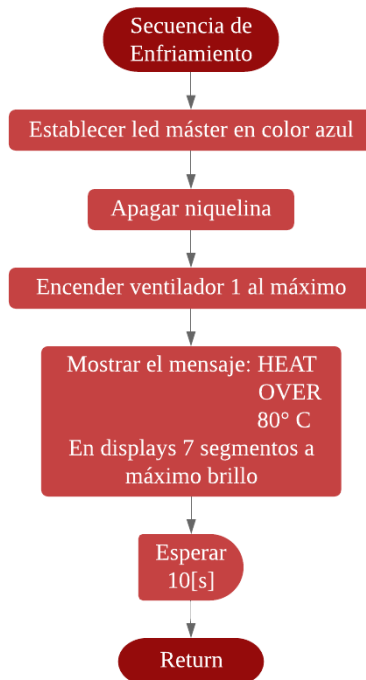 Secuencia de
Enfriamiento
Establecer led máster en color azul
Apagar niquelina
Encender ventilador 1 al máximo
Mostrar el mensaje: HEAT
OVER
80° C
En displays 7 segmentos a
máximo brillo
Esperar
10[s]
Return